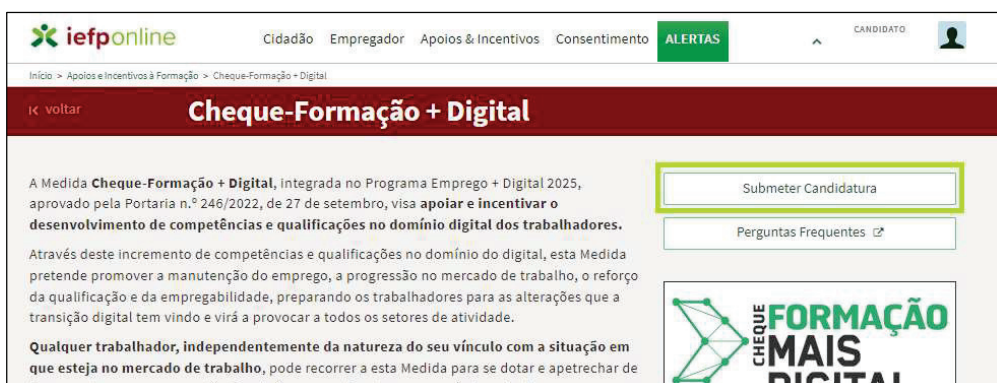 iefponline
Cidadão Empregador Apoios & Incentivos Consentimento ALERTAS CANDIDATO
Início > Apoios e Incentivos à Formação > Cheque-Formação + Digital
voltar Cheque-Formação + Digital
A Medida Cheque-Formação + Digital, integrada no Programa Emprego + Digital 2025,
aprovado pela Portaria n.º 246/2022, de 27 de setembro, visa apoiar e incentivar o
desenvolvimento de competências e qualificações no domínio digital dos trabalhadores.
Através deste incremento de competências e qualificações no domínio do digital, esta Medida
pretende promover a manutenção do emprego, a progressão no mercado de trabalho, o reforço
da qualificação e da empregabilidade, preparando os trabalhadores para as alterações que a
transição digital tem vindo e virá a provocar a todos os setores de atividade.
Qualquer trabalhador, independentemente da natureza do seu vínculo com a situação em
que esteja no mercado de trabalho, pode recorrer a esta Medida para se dotar e apetrechar de
Submeter Candidatura
Perguntas Frequentes
CHEQUE
FORMAÇÃO
MAIS
DIGITAL